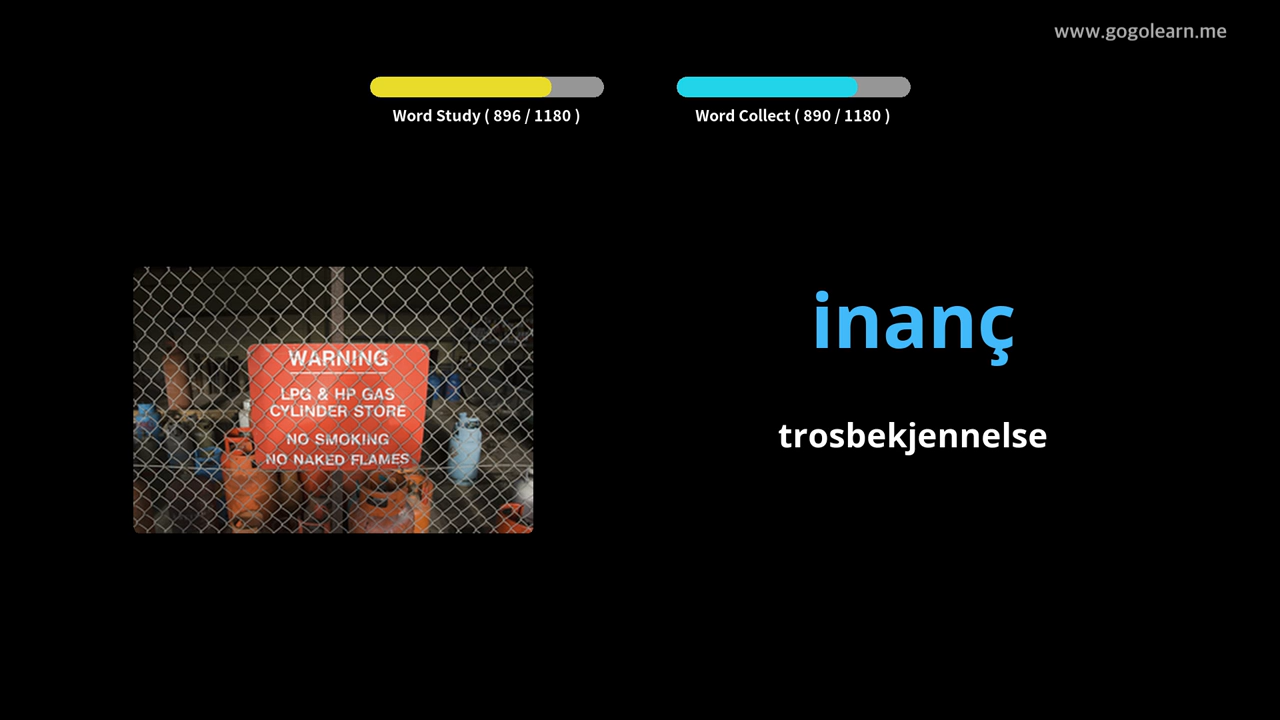 www.gogolearn.me
Word Study ( 896 / 1180 )
Word Collect ( 890 / 1180 )
WARNING
LPG & HP GAS
CYLINDER STORE
NO SMOKING
NO NAKED FLAMES
inanç
trosbekjennelse